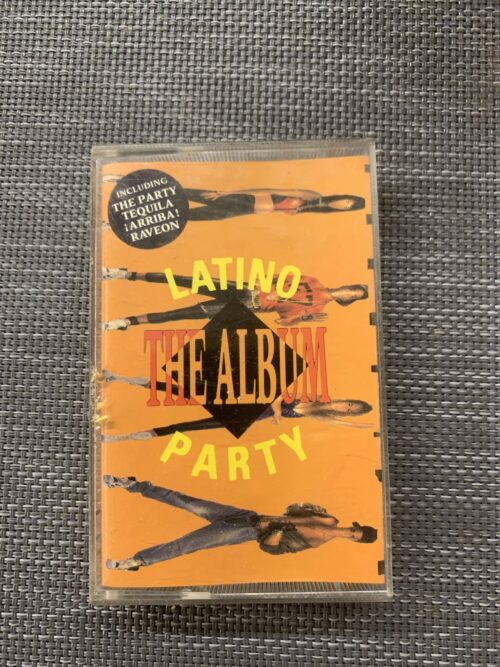 INCLUDING
THE PARTY
TEQUILA
¡ARRIBA!
RAVEON
LATINO
THE ALBUM
PARTY